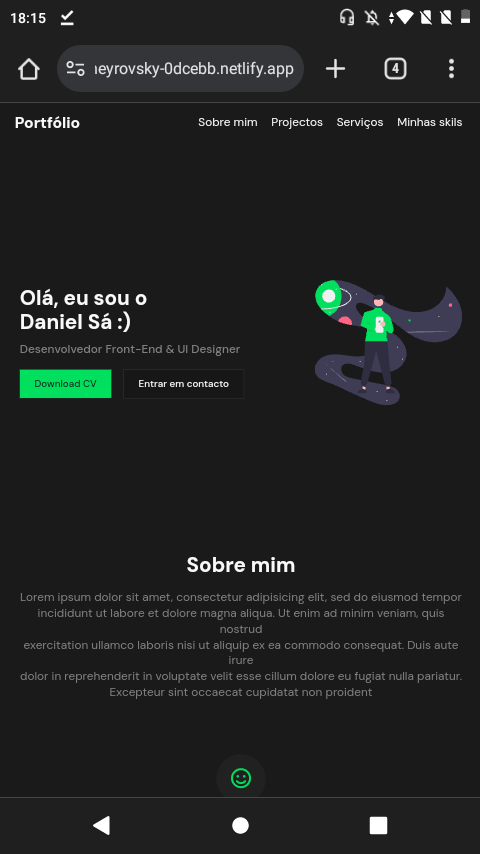 18:15
neyrovsky-0dcebb.netlify.app
4
Portfólio
Sobre mim Projectos Serviços Minhas skils
Olá, eu sou o
Daniel Sá :)
Desenvolvedor Front-End & UI Designer
Download CV Entrar em contacto
Sobre mim
Lorem ipsum dolor sit amet, consectetur adipisicing elit, sed do eiusmod tempor
incididunt ut labore et dolore magna aliqua. Ut enim ad minim veniam, quis
nostrud
exercitation ullamco laboris nisi ut aliquip ex ea commodo consequat. Duis aute
irure
dolor in reprehenderit in voluptate velit esse cillum dolore eu fugiat nulla pariatur.
Excepteur sint occaecat cupidatat non proident